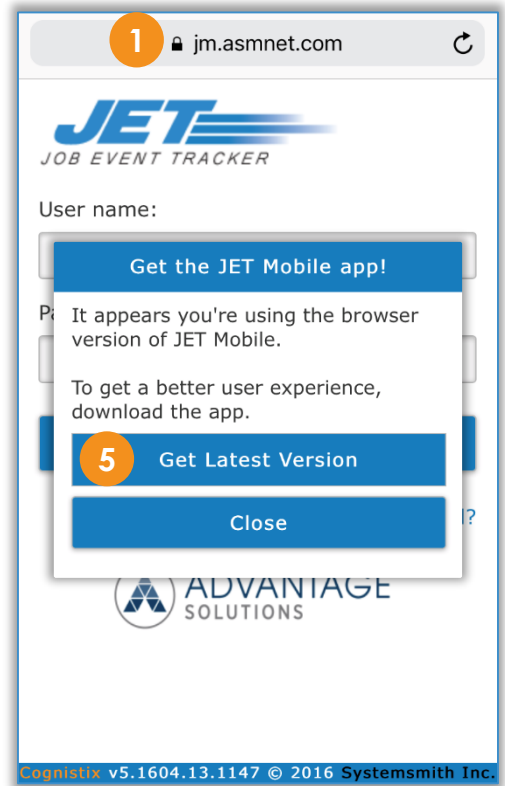 1 jm.asmnet.com
JET
JOB EVENT TRACKER
User name:
Get the JET Mobile app!
It appears you're using the browser
version of JET Mobile.
To get a better user experience,
download the app.
5 Get Latest Version
Close
ADVANTAGE
SOLUTIONS
Cognistix v5.1604.13.1147 © 2016 Systemsmith Inc.